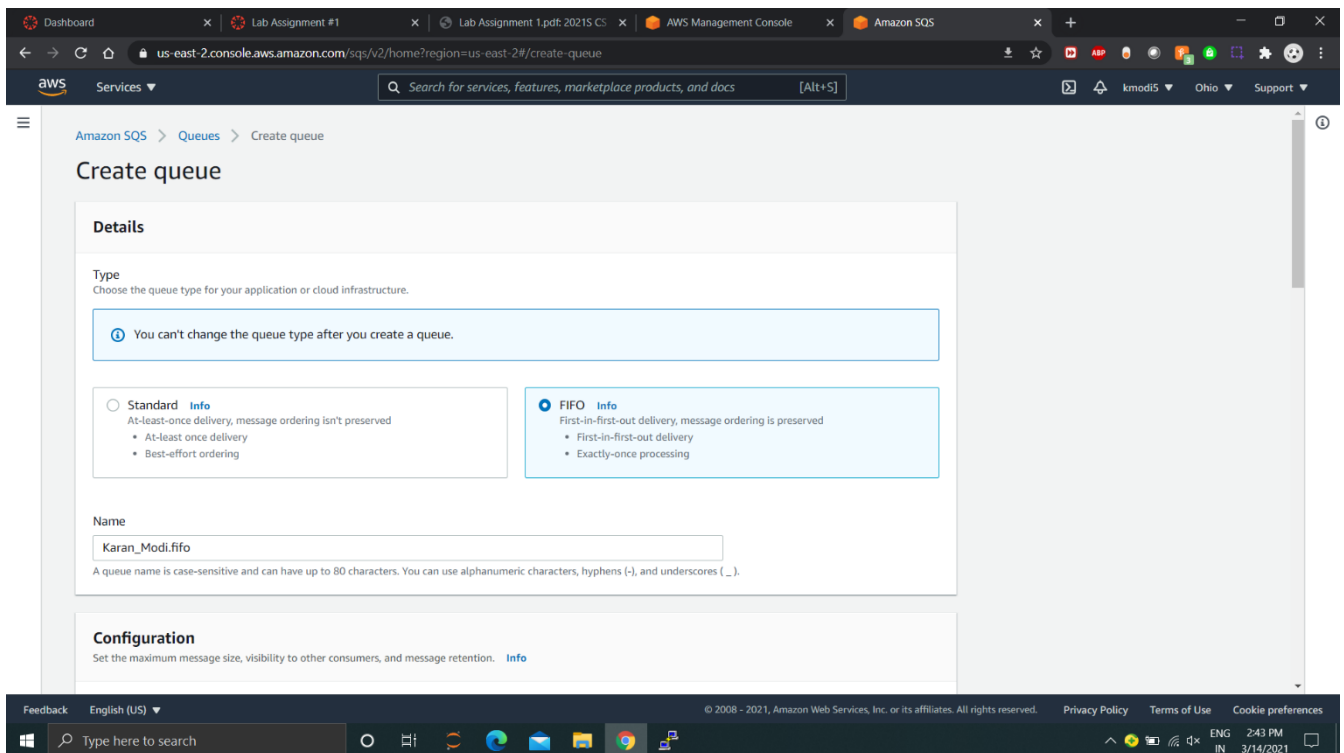 Dashboard
Lab Assignment #1
Lab Assignment 1.pdf: 2021S CS
AWS Management Console
Amazon SQS
us-east-2.console.aws.amazon.com/sqs/v2/home?region=us-east-2#/create-queue
ABP
3
aws
Services ▼
Search for services, features, marketplace products, and docs [Alt+S]
kmodi5 ▼
Ohio ▼
Support ▼
Amazon SQS > Queues > Create queue
Create queue
Details
Type
Choose the queue type for your application or cloud infrastructure.
You can't change the queue type after you create a queue.
Standard Info
At-least-once delivery, message ordering isn't preserved
• At-least once delivery
• Best-effort ordering
FIFO Info
First-in-first-out delivery, message ordering is preserved
• First-in-first-out delivery
• Exactly-once processing
Name
Karan_Modi.fifo
A queue name is case-sensitive and can have up to 80 characters. You can use alphanumeric characters, hyphens (-), and underscores ( _ ).
Configuration
Set the maximum message size, visibility to other consumers, and message retention. Info
Feedback
English (US) ▼
© 2008 - 2021, Amazon Web Services, Inc. or its affiliates. All rights reserved.
Privacy Policy
Terms of Use
Cookie preferences
Type here to search
ENG
IN
2:43 PM
3/14/2021